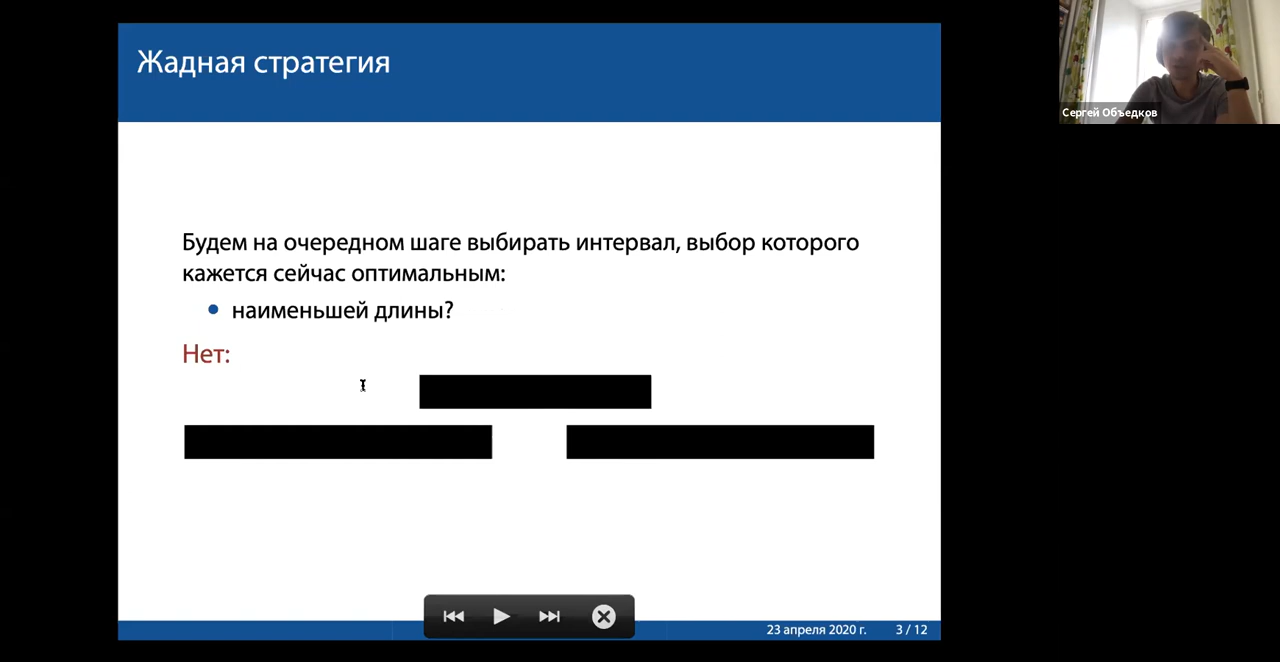 Жадная стратегия
Сергей Объедков
Будем на очередном шаге выбирать интервал, выбор которого
кажется сейчас оптимальным:
наименьшей длины?
Нет:
23 апреля 2020 г. 3 / 12